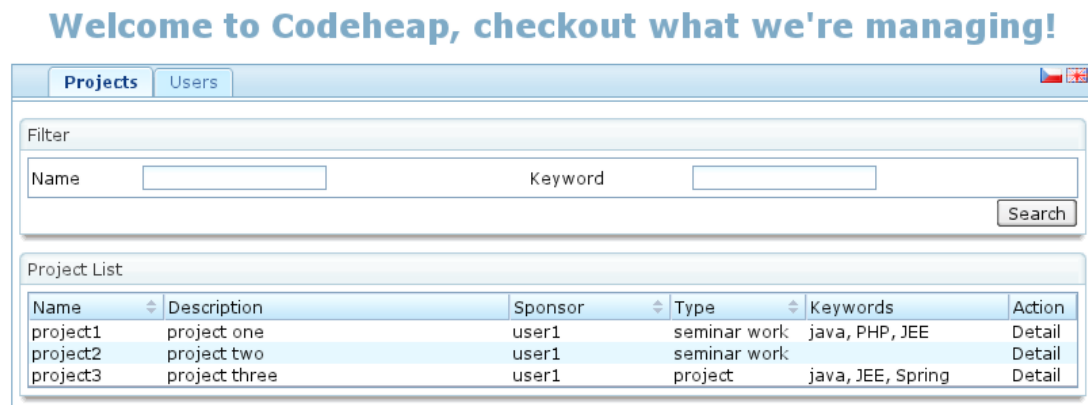 Welcome to Codeheap, checkout what we're managing!
Projects Users
Filter
Name Keyword
Search
Project List
Name Description Sponsor Type Keywords Action
project1 project one user1 seminar work java, PHP, JEE Detail
project2 project two user1 seminar work Detail
project3 project three user1 project java, JEE, Spring Detail